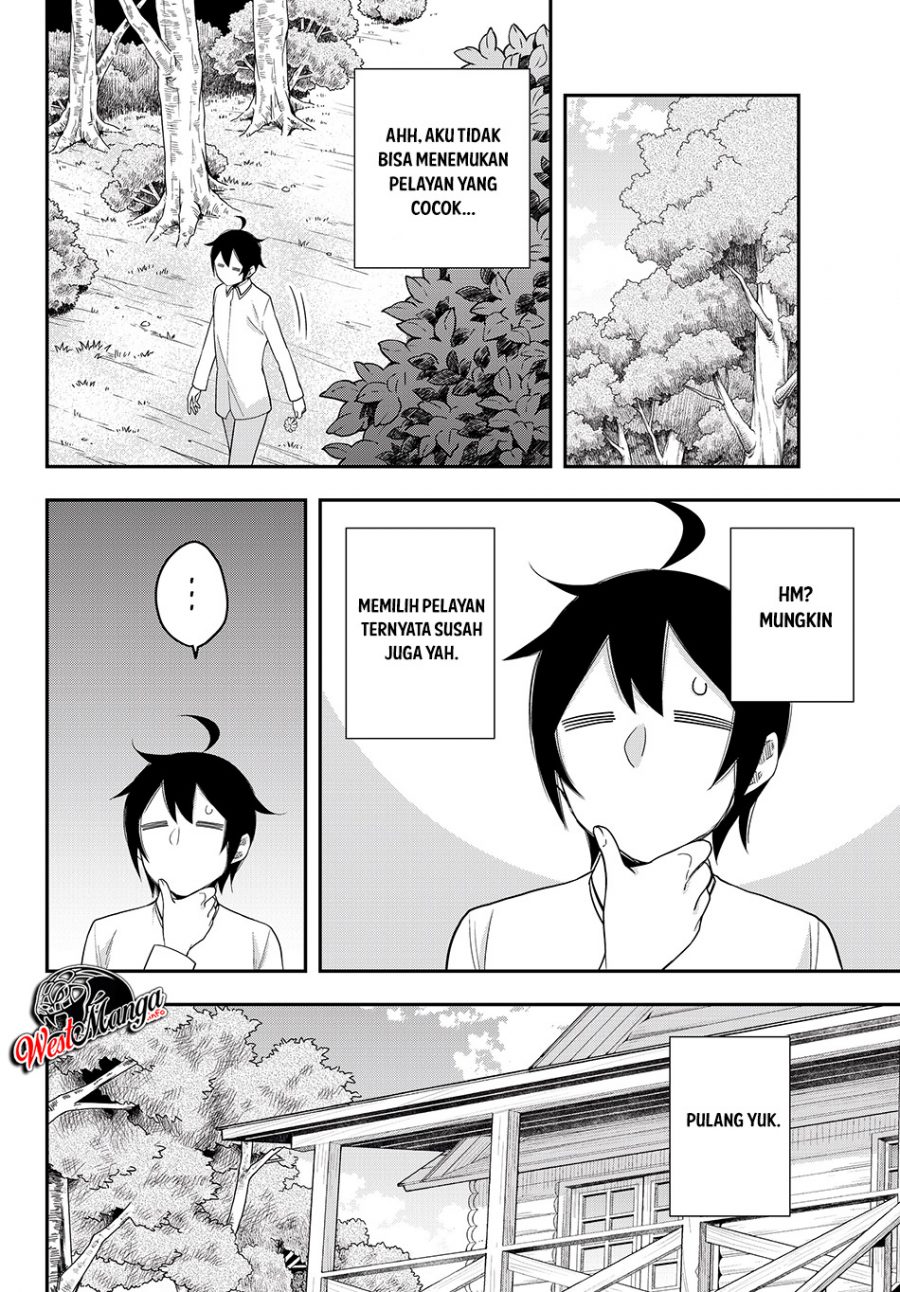 AHH, AKU TIDAK
BISA MENEMUKAN
PELAYAN YANG
COCOK...
HM?
MUNGKIN
MEMILIH PELAYAN
TERNYATA SUSAH
JUGA YAH.
...
PULANG YUK.
WestManga.info